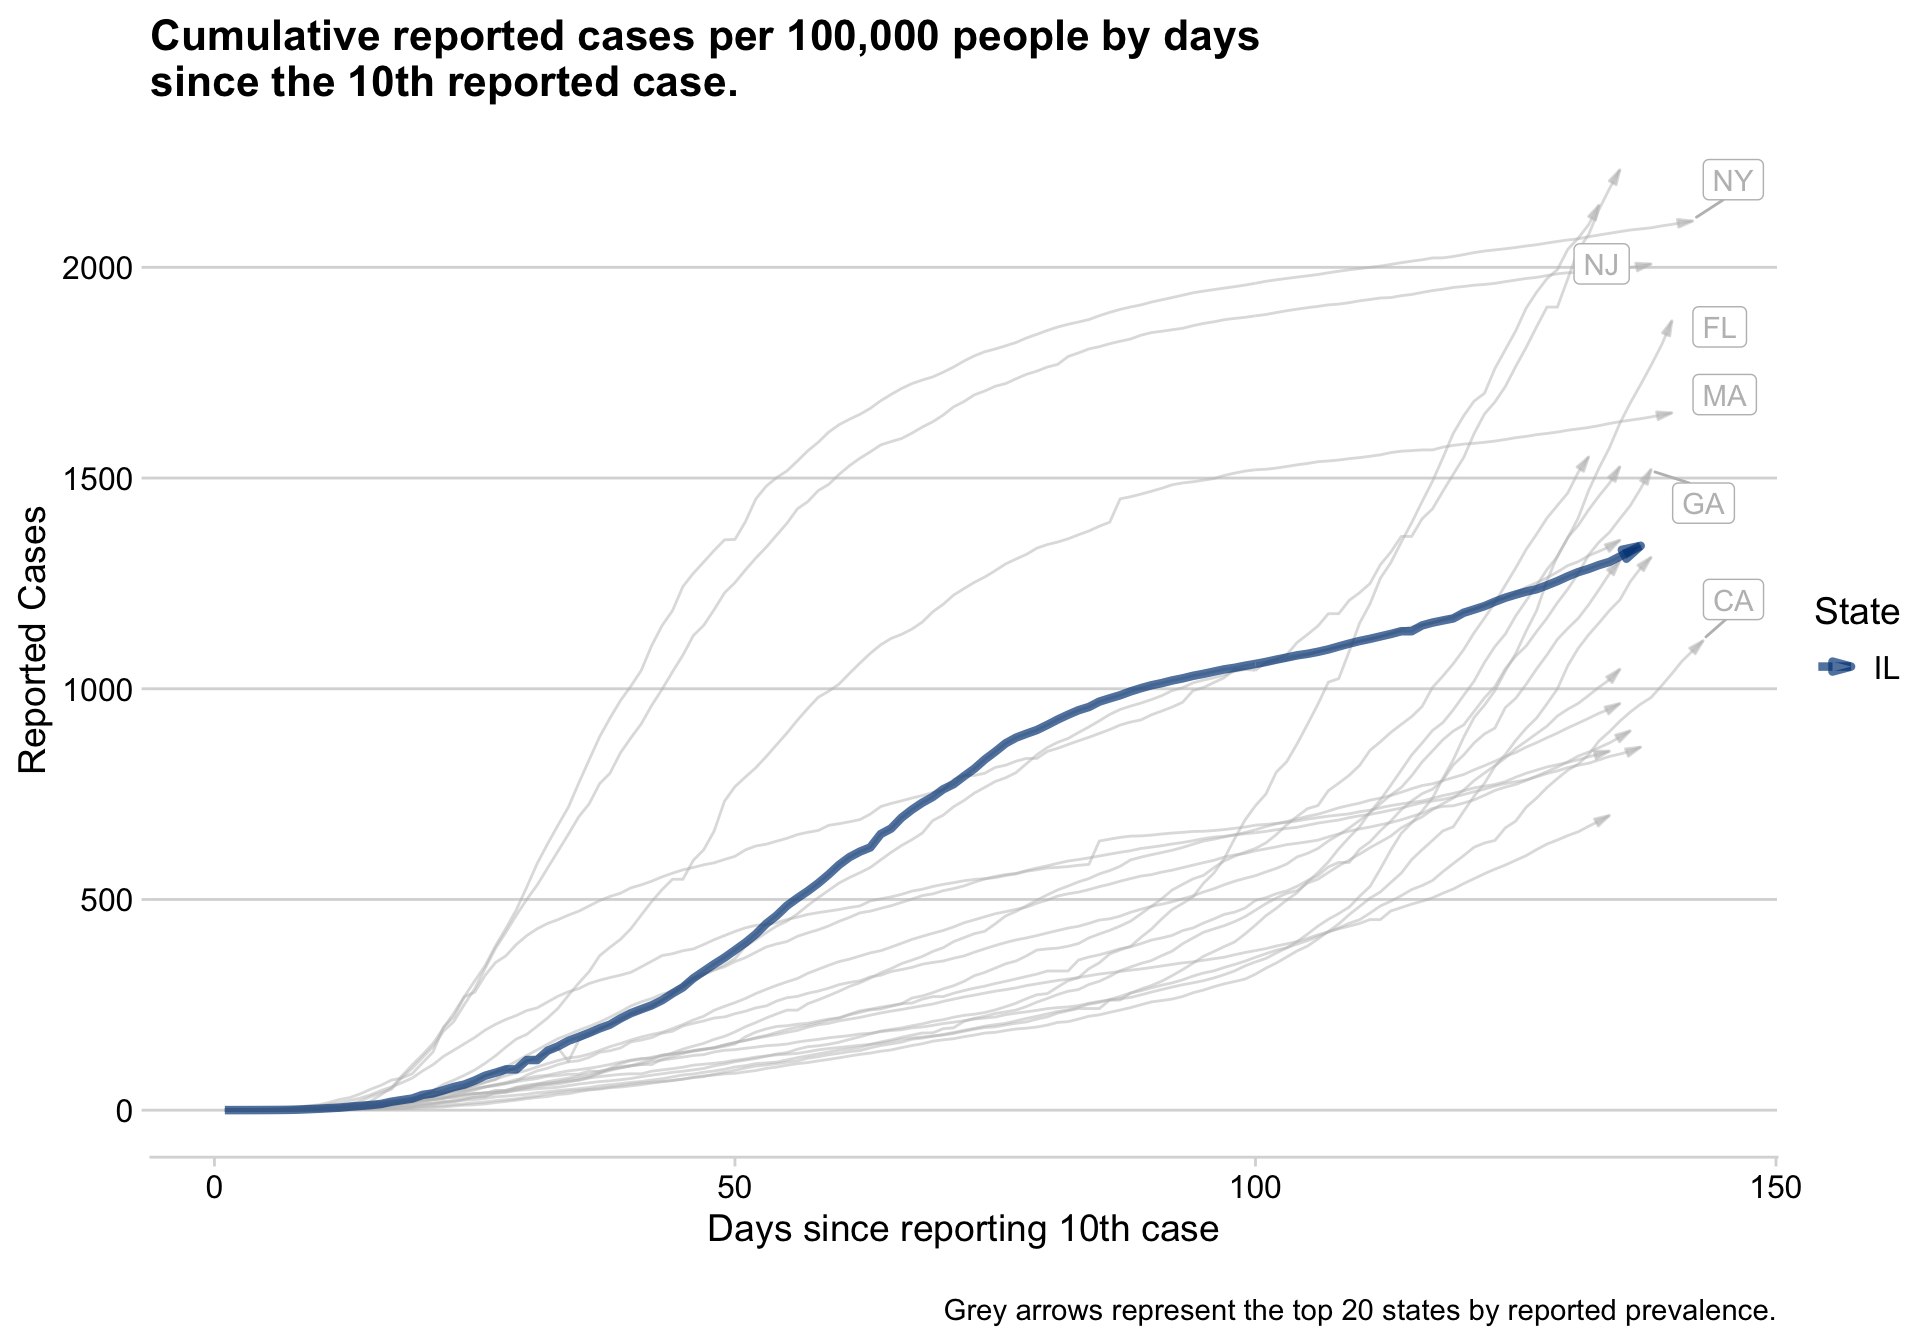 Cumulative reported cases per 100,000 people by days
since the 10th reported case.
NY
NJ
FL
MA
GA
CA
2000
1500
1000
500
0
Reported Cases
State
IL
0 50 100 150
Days since reporting 10th case
Grey arrows represent the top 20 states by reported prevalence.